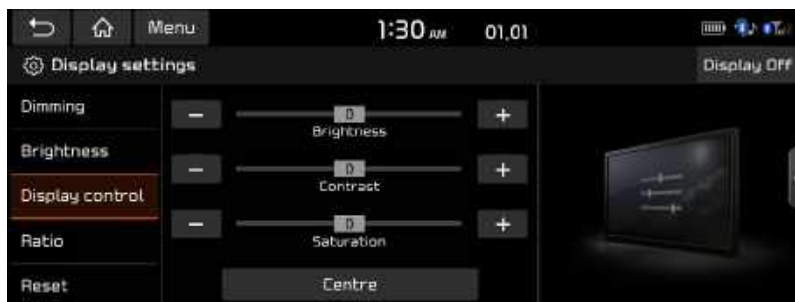 Menu
1:30 AM
01.01
Display settings
Display Off
Dimming
Brightness
Display control
Ratio
Reset
0
Brightness
0
Contrast
0
Saturation
Centre